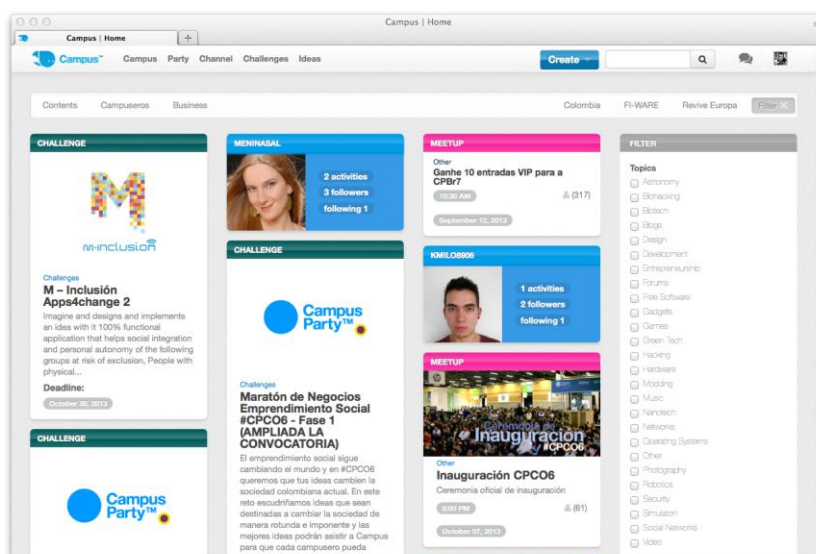 Campus | Home
Campus | Home
Campus™ Campus Party Channel Challenges Ideas Create
Contents Campuseros Business Colombia FI-WARE Revive Europa Filter X
CHALLENGE
M-inclusion
Challenges
M – Inclusión
Apps4change 2
Imagine and designs and implements
an idea with it 100% functional
application that helps social integration
and personal autonomy of the following
groups at risk of exclusion, People with
physical...
Deadline:
October 30, 2013
CHALLENGE
Campus
Party™
MENINASAL
2 activities
3 followers
following 1
CHALLENGE
Campus
Party™
Challenges
Maratón de Negocios
Emprendimiento Social
#CPCO6 - Fase 1
(AMPLIADA LA
CONVOCATORIA)
El emprendimiento social sigue
cambiando el mundo y en #CPCO6
queremos que tus ideas cambien la
sociedad colombiana actual. En este
reto escudriñamos ideas que sean
destinadas a cambiar la sociedad de
manera rotunda e imponente y las
mejores ideas podrán asistir a Campus
para que cada campusero pueda
MEETUP
Other
Ganhe 10 entradas VIP para a
CPBr7
10:30 AM (317)
September 12, 2013
KMILO8906
1 activities
2 followers
following 1
MEETUP
Ceremonia de
Inauguración
#CPCO6
Other
Inauguración CPCO6
Ceremonia oficial de inauguración
6:00 PM (61)
October 07, 2013
FILTER
Topics
Astronomy
Biohacking
Biotech
Blogs
Design
Development
Entrepreneurship
Forums
Free Software
Gadgets
Games
Green Tech
Hacking
Hardware
Modding
Music
Nanotech
Networks
Operating Systems
Other
Photography
Robotics
Security
Simulation
Social Networks
Video